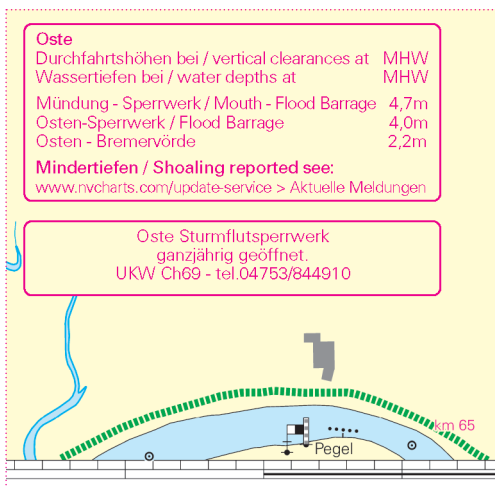 Oste
Durchfahrtshöhen bei / vertical clearances at MHW
Wassertiefen bei / water depths at MHW
Mündung - Sperrwerk / Mouth - Flood Barrage 4,7m
Osten-Sperrwerk / Flood Barrage 4,0m
Osten - Bremervörde 2,2m
Mindertiefen / Shoaling reported see:
www.nvcharts.com/update-service > Aktuelle Meldungen
Oste Sturmflutsperrwerk
ganzjährig geöffnet.
UKW Ch69 - tel.04753/844910
km 65
Pegel